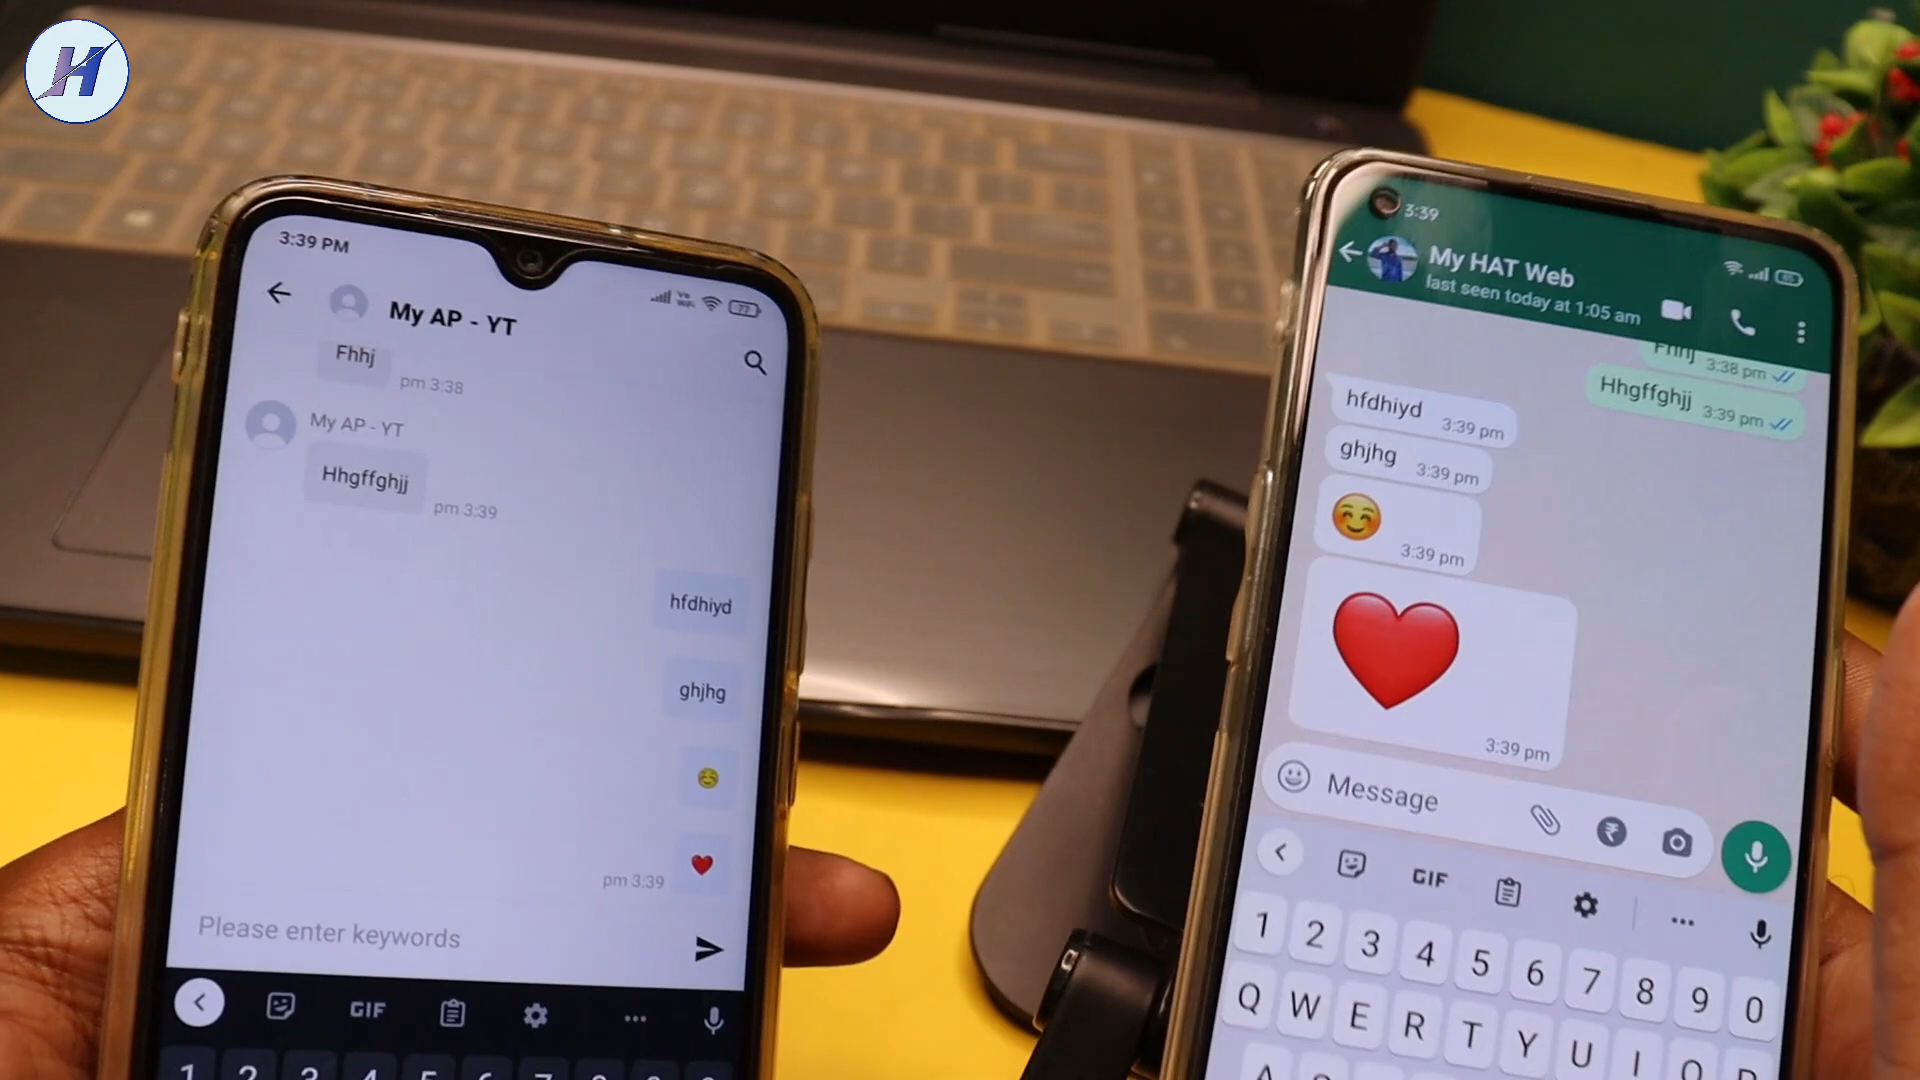 H
3:39 PM
My AP - YT
Fhhj
pm 3:38
My AP - YT
Hhgffghjj
pm 3:39
hfdhiyd
ghjhg
pm 3:39
Please enter keywords
GIF
3:39
My HAT Web
last seen today at 1:05 am
Fhhj 3:38 pm
Hhgffghjj 3:39 pm
hfdhiyd 3:39 pm
ghjhg 3:39 pm
3:39 pm
3:39 pm
Message
GIF
1 2 3 4 5 6 7 8 9 0
Q W E R T Y U I O